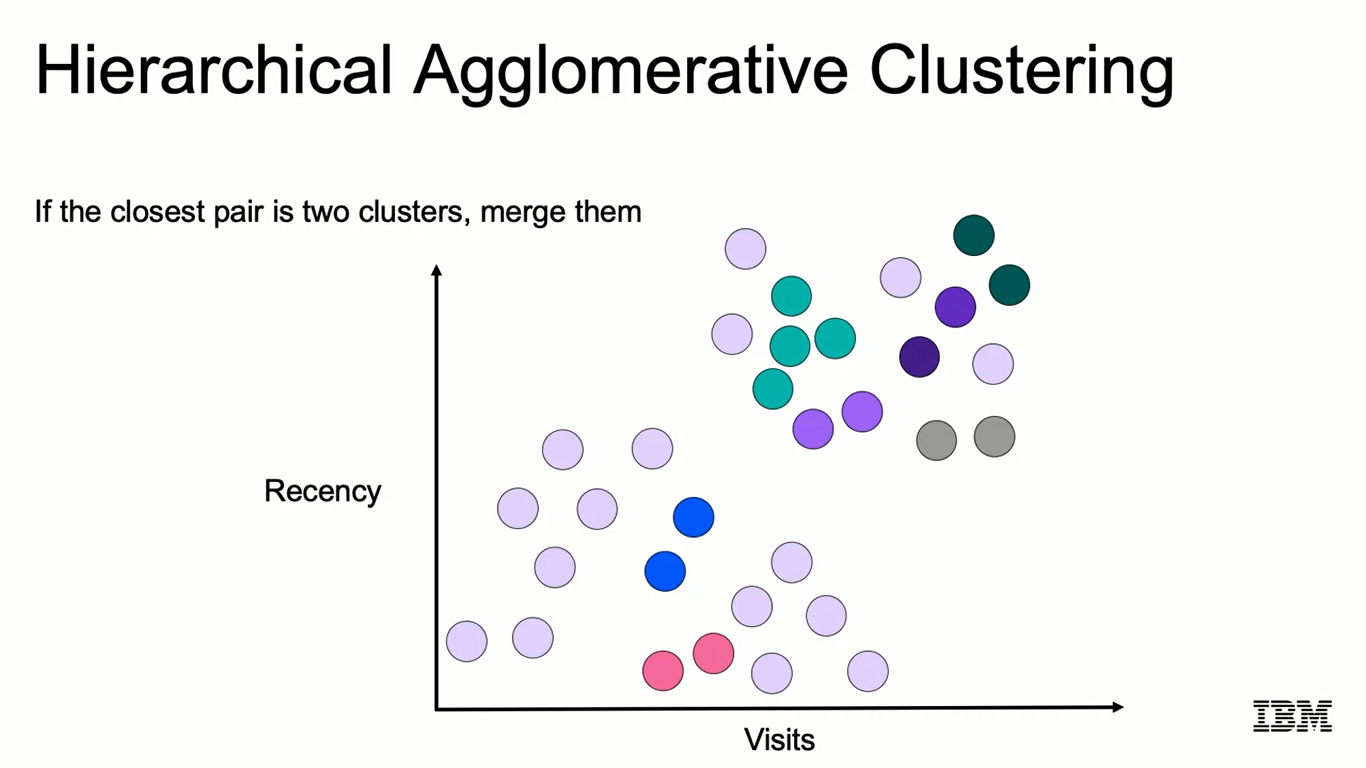 Hierarchical Agglomerative Clustering
If the closest pair is two clusters, merge them
Recency
Visits
IBM